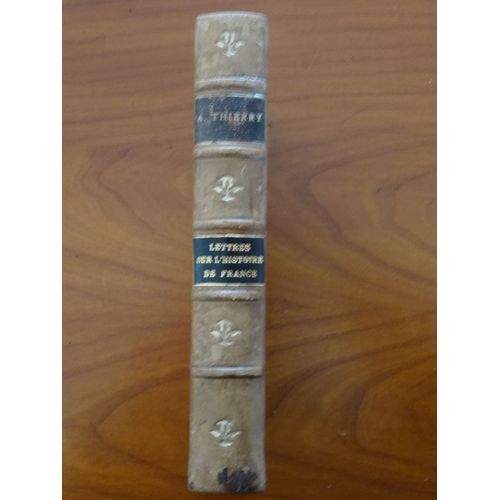 A. THIERRY
LETTRES
SUR L'HISTOIRE
DE FRANCE